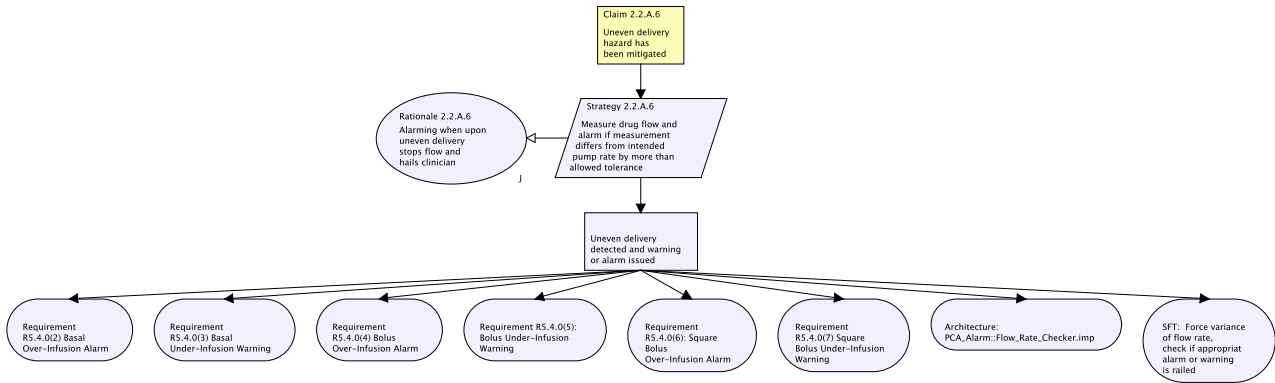 Claim 2.2.A.6
Uneven delivery
hazard has
been mitigated
Strategy 2.2.A.6
Measure drug flow and
alarm if measurement
differs from intended
pump rate by more than
allowed tolerance
Rationale 2.2.A.6
Alarming when upon
uneven delivery
stops flow and
hails clinician
J
Uneven delivery
detected and warning
or alarm issued
Requirement
R5.4.0(2) Basal
Over-Infusion Alarm
Requirement
R5.4.0(3) Basal
Under-Infusion Warning
Requirement
R5.4.0(4) Bolus
Over-Infusion Alarm
Requirement R5.4.0(5):
Bolus Under-Infusion
Warning
Requirement
R5.4.0(6): Square
Bolus
Over-Infusion Alarm
Requirement
R5.4.0(7) Square
Bolus Under-Infusion
Warning
Architecture:
PCA_Alarm::Flow_Rate_Checker.imp
SFT: Force variance
of flow rate,
check if appropriat
alarm or warning
is railed